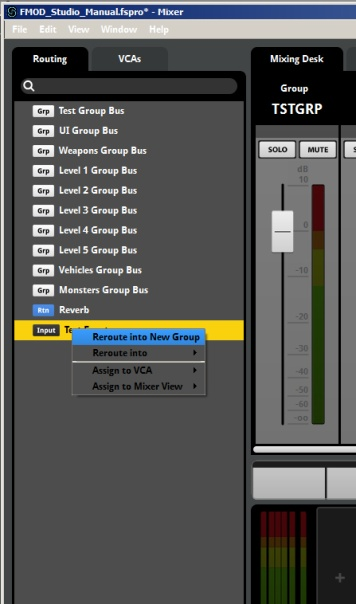 FMOD_Studio_Manual.fspro* - Mixer
File Edit View Window Help
Routing VCAs
Mixing Desk
Group
TSTGRP
SOLO MUTE S
dB
10
0
-10
-20
-30
-40
-50
-60
-oo
Grp Test Group Bus
Grp UI Group Bus
Grp Weapons Group Bus
Grp Level 1 Group Bus
Grp Level 2 Group Bus
Grp Level 3 Group Bus
Grp Level 4 Group Bus
Grp Level 5 Group Bus
Grp Vehicles Group Bus
Grp Monsters Group Bus
Rtn Reverb
Input
Reroute into New Group
Reroute into
Assign to VCA
Assign to Mixer View
+